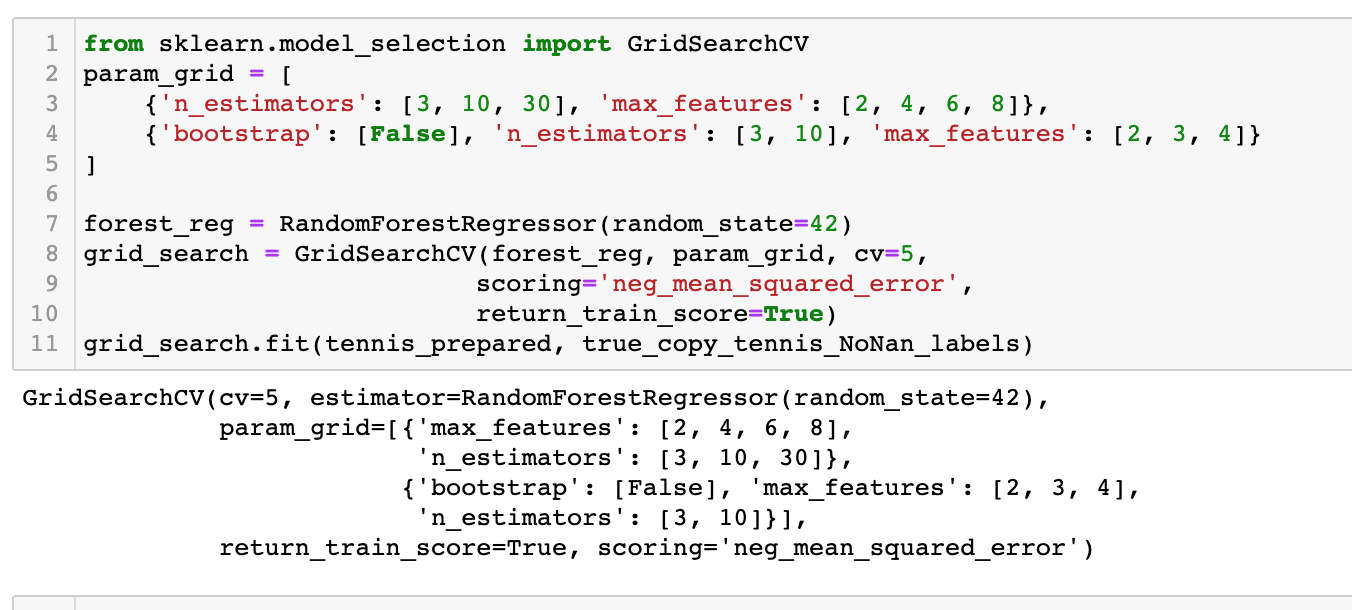 1 from sklearn.model_selection import GridSearchCV
2 param_grid = [
3     {'n_estimators': [3, 10, 30], 'max_features': [2, 4, 6, 8]},
4     {'bootstrap': [False], 'n_estimators': [3, 10], 'max_features': [2, 3, 4]}
5 ]
6
7 forest_reg = RandomForestRegressor(random_state=42)
8 grid_search = GridSearchCV(forest_reg, param_grid, cv=5,
9                           scoring='neg_mean_squared_error',
10                           return_train_score=True)
11 grid_search.fit(tennis_prepared, true_copy_tennis_NoNan_labels)
GridSearchCV(cv=5, estimator=RandomForestRegressor(random_state=42),
             param_grid=[{'max_features': [2, 4, 6, 8],
                          'n_estimators': [3, 10, 30]},
                         {'bootstrap': [False], 'max_features': [2, 3, 4],
                          'n_estimators': [3, 10]}],
             return_train_score=True, scoring='neg_mean_squared_error')